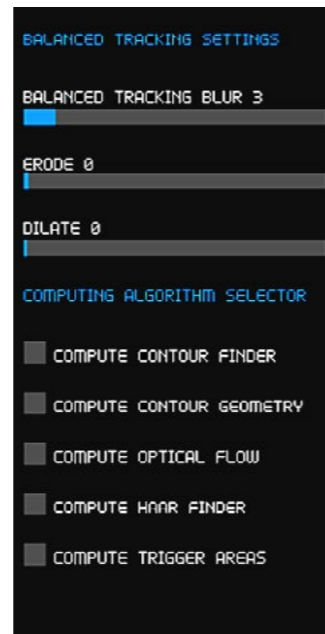 BALANCED TRACKING SETTINGS
BALANCED TRACKING BLUR 3
ERODE 0
DILATE 0
COMPUTING ALGORITHM SELECTOR
COMPUTE CONTOUR FINDER
COMPUTE CONTOUR GEOMETRY
COMPUTE OPTICAL FLOW
COMPUTE HAAR FINDER
COMPUTE TRIGGER AREAS